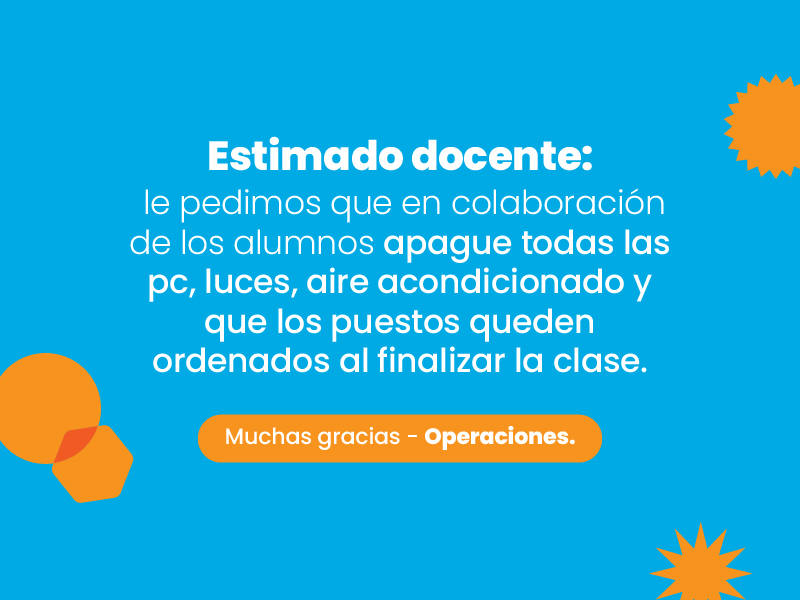 Estimado docente:
le pedimos que en colaboración
de los alumnos apague todas las
pc, luces, aire acondicionado y
que los puestos queden
ordenados al finalizar la clase.
Muchas gracias - Operaciones.